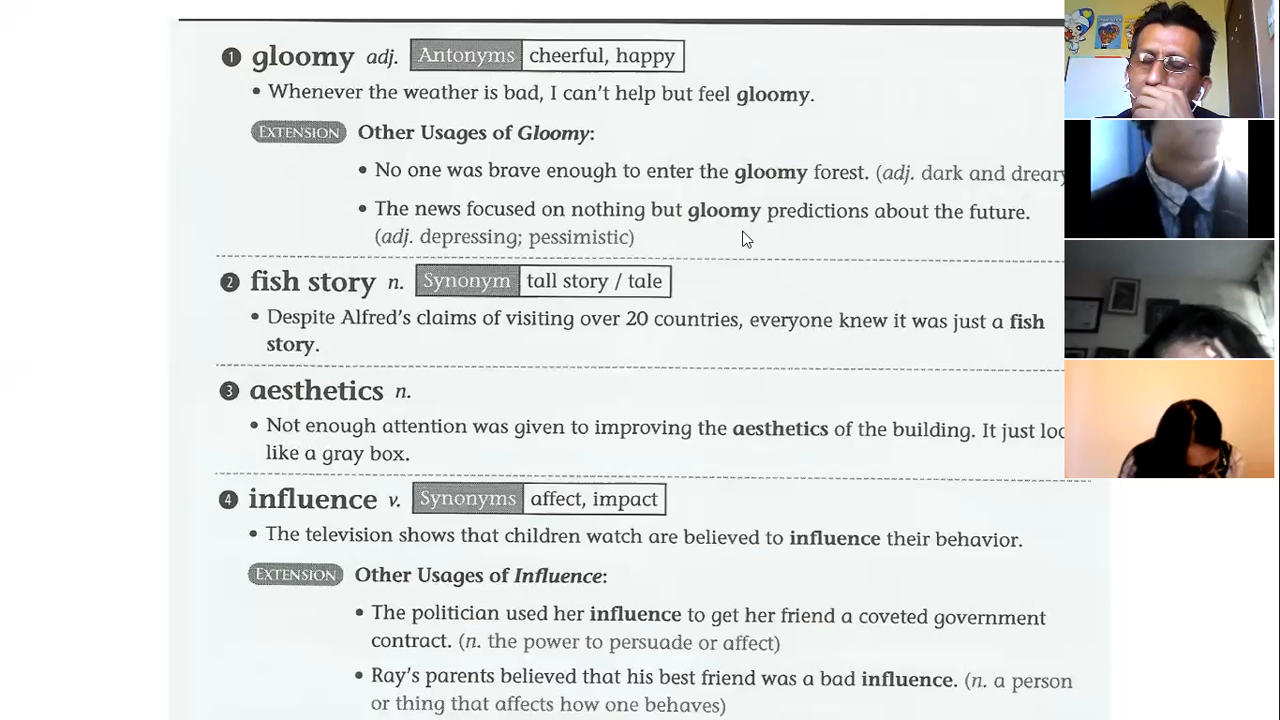 1 gloomy adj. Antonyms cheerful, happy
• Whenever the weather is bad, I can't help but feel gloomy.
EXTENSION Other Usages of Gloomy:
• No one was brave enough to enter the gloomy forest. (adj. dark and dreary
• The news focused on nothing but gloomy predictions about the future.
(adj. depressing; pessimistic)
2 fish story n. Synonym tall story / tale
• Despite Alfred's claims of visiting over 20 countries, everyone knew it was just a fish
story.
3 aesthetics n.
• Not enough attention was given to improving the aesthetics of the building. It just loo
like a gray box.
4 influence v. Synonyms affect, impact
• The television shows that children watch are believed to influence their behavior.
EXTENSION Other Usages of Influence:
• The politician used her influence to get her friend a coveted government
contract. (n. the power to persuade or affect)
• Ray's parents believed that his best friend was a bad influence. (n. a person
or thing that affects how one behaves)